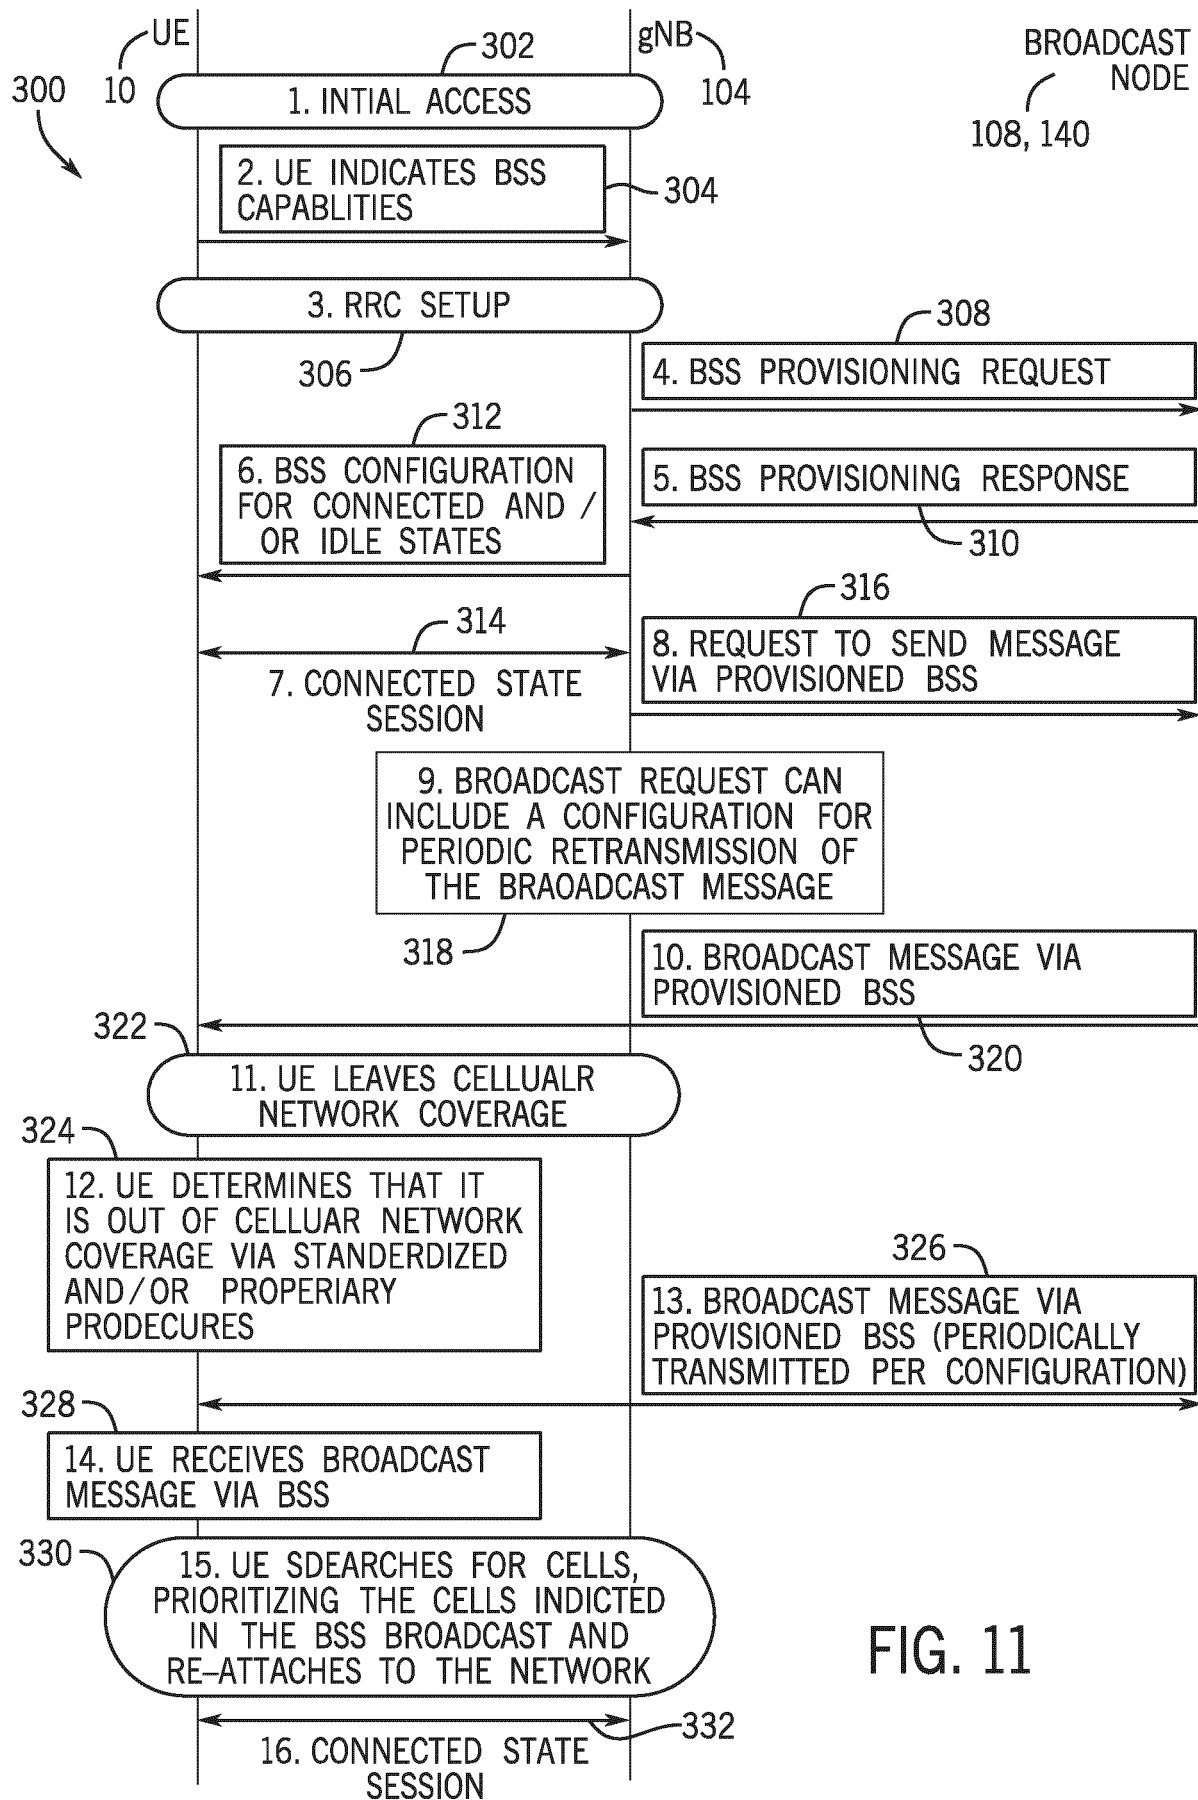 UE
302
gNB
BROADCAST
NODE
300
10
104
108, 140
1. INTIAL ACCESS
2. UE INDICATES BSS
CAPABLITIES
304
3. RRC SETUP
306
308
4. BSS PROVISIONING REQUEST
312
6. BSS CONFIGURATION
FOR CONNECTED AND /
OR IDLE STATES
5. BSS PROVISIONING RESPONSE
310
316
314
7. CONNECTED STATE
SESSION
8. REQUEST TO SEND MESSAGE
VIA PROVISIONED BSS
9. BROADCAST REQUEST CAN
INCLUDE A CONFIGURATION FOR
PERIODIC RETRANSMISSION OF
THE BRAOADCAST MESSAGE
318
10. BROADCAST MESSAGE VIA
PROVISIONED BSS
320
322
11. UE LEAVES CELLUALR
NETWORK COVERAGE
324
12. UE DETERMINES THAT IT
IS OUT OF CELLUAR NETWORK
COVERAGE VIA STANDERDIZED
AND/OR PROPERIARY
PRODECURES
326
13. BROADCAST MESSAGE VIA
PROVISIONED BSS (PERIODICALLY
TRANSMITTED PER CONFIGURATION)
328
14. UE RECEIVES BROADCAST
MESSAGE VIA BSS
330
15. UE SDEARCHES FOR CELLS,
PRIORITIZING THE CELLS INDICTED
IN THE BSS BROADCAST AND
RE-ATTACHES TO THE NETWORK
332
16. CONNECTED STATE
SESSION
FIG. 11